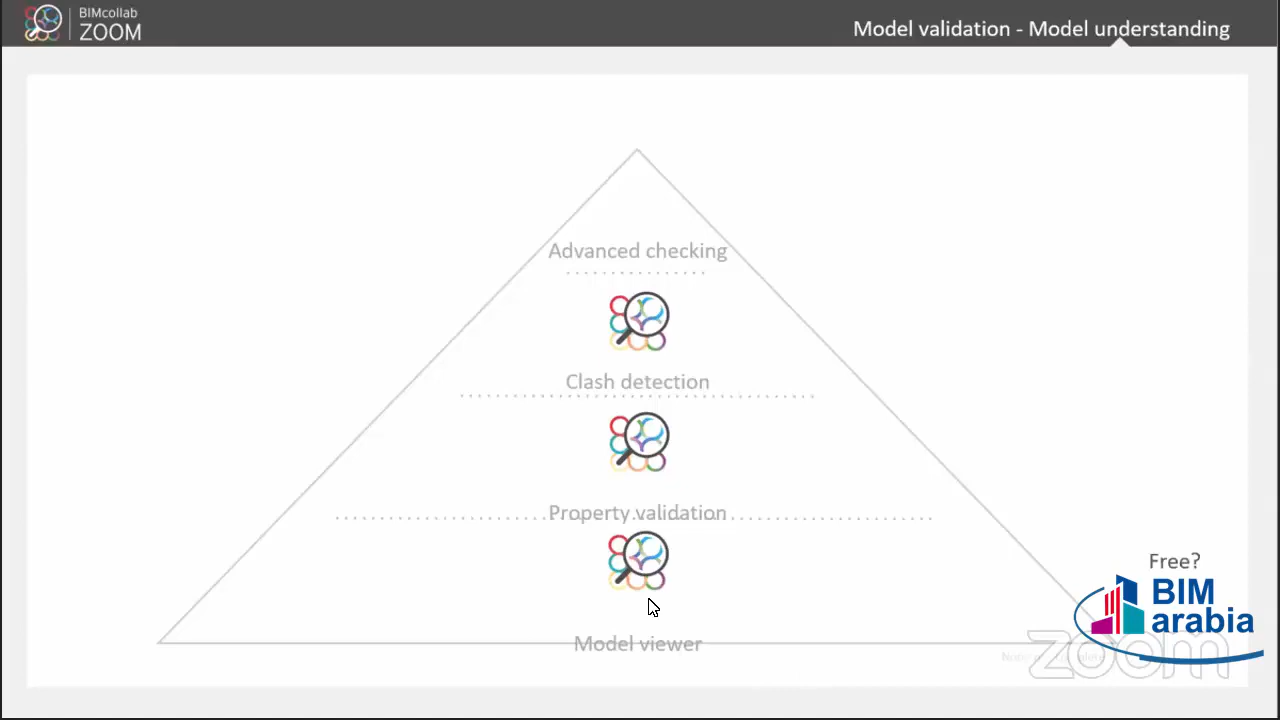 BIMcollab
ZOOM
Model validation - Model understanding
Advanced checking
Clash detection
Property validation
Model viewer
Free?
BIM
arabia
zoom